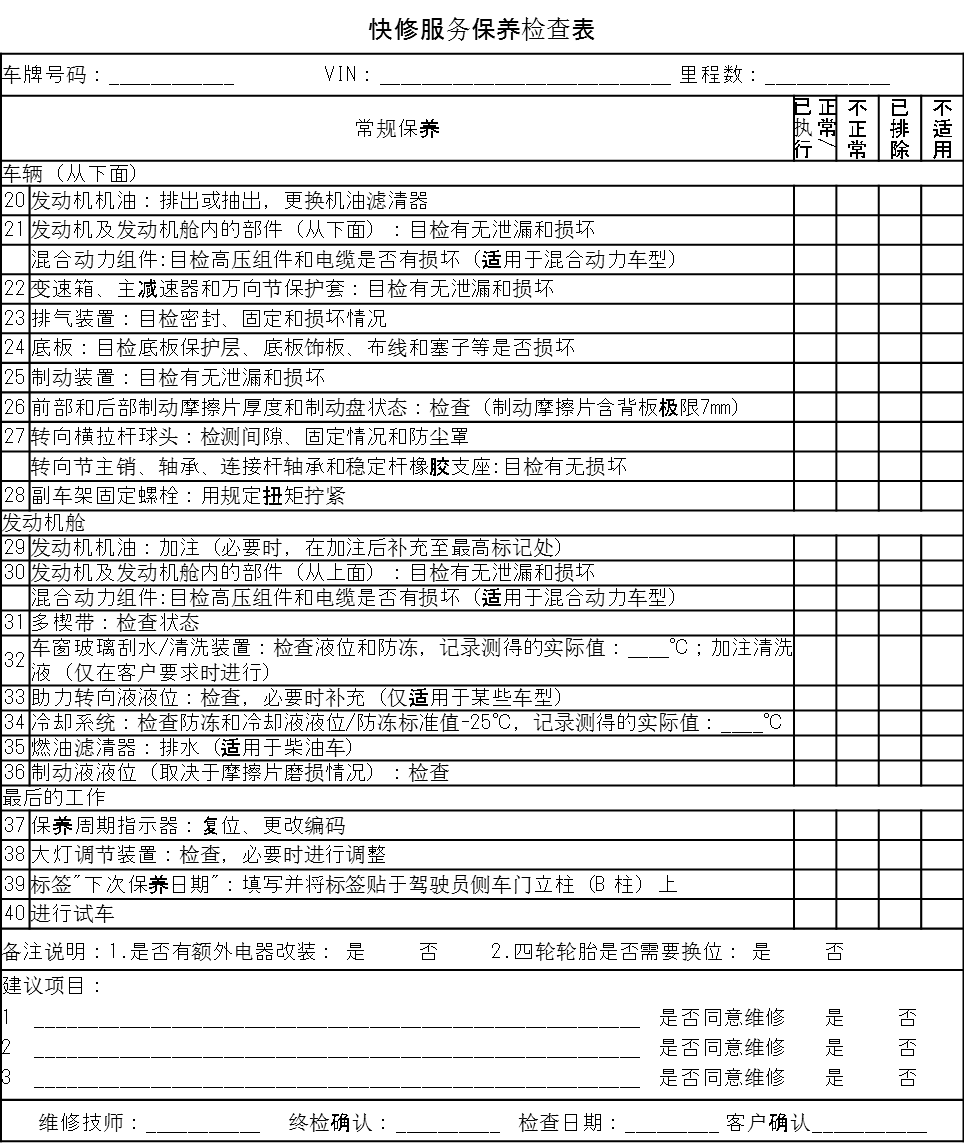 快修服务保养检查表
车牌号码：____________ VIN：____________________________ 里程数：____________
常规保养 已执行 正常/ 不正常 已排除 不适用
车辆（从下面）
20 发动机机油：排出或抽出，更换机油滤清器
21 发动机及发动机舱内的部件（从下面）：目检有无泄漏和损坏
混合动力组件:目检高压组件和电缆是否有损坏（适用于混合动力车型）
22 变速箱、主减速器和万向节保护套：目检有无泄漏和损坏
23 排气装置：目检密封、固定和损坏情况
24 底板：目检底板保护层、底板饰板、布线和塞子等是否损坏
25 制动装置：目检有无泄漏和损坏
26 前部和后部制动摩擦片厚度和制动盘状态：检查（制动摩擦片含背板极限7mm）
27 转向横拉杆球头：检测间隙、固定情况和防尘罩
转向节主销、轴承、连接杆轴承和稳定杆橡胶支座:目检有无损坏
28 副车架固定螺栓：用规定扭矩拧紧
发动机舱
29 发动机机油：加注（必要时，在加注后补充至最高标记处）
30 发动机及发动机舱内的部件（从上面）：目检有无泄漏和损坏
混合动力组件:目检高压组件和电缆是否有损坏（适用于混合动力车型）
31 多楔带：检查状态
32 车窗玻璃刮水/清洗装置：检查液位和防冻，记录测得的实际值：____℃；加注清洗
液（仅在客户要求时进行）
33 助力转向液液位：检查，必要时补充（仅适用于某些车型）
34 冷却系统：检查防冻和冷却液液位/防冻标准值-25℃，记录测得的实际值：____℃
35 燃油滤清器：排水（适用于柴油车）
36 制动液液位（取决于摩擦片磨损情况）：检查
最后的工作
37 保养周期指示器：复位、更改编码
38 大灯调节装置：检查，必要时进行调整
39 标签"下次保养日期"：填写并将标签贴于驾驶员侧车门立柱（B 柱）上
40 进行试车
备注说明：1.是否有额外电器改装： 是 否 2.四轮轮胎是否需要换位： 是 否
建议项目：
1 __________________________________________________________ 是否同意维修 是 否
2 __________________________________________________________ 是否同意维修 是 否
3 __________________________________________________________ 是否同意维修 是 否
维修技师：___________ 终检确认：__________ 检查日期：_________ 客户确认___________